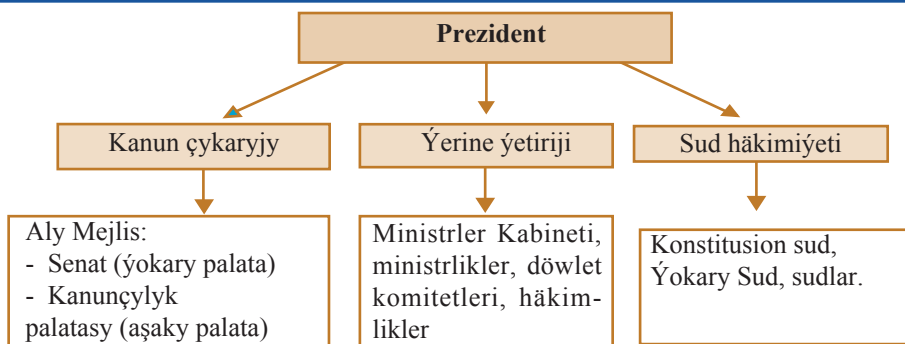 Prezident
Kanun çykaryjy
Ýerine ýetiriji
Sud häkimiýeti
Aly Mejlis:
- Senat (ýokary palata)
- Kanunçylyk
palatasy (aşaky palata)
Ministrler Kabineti,
ministrlikler, döwlet
komitetleri, häkim-
likler
Konstitusion sud,
Ýokary Sud, sudlar.